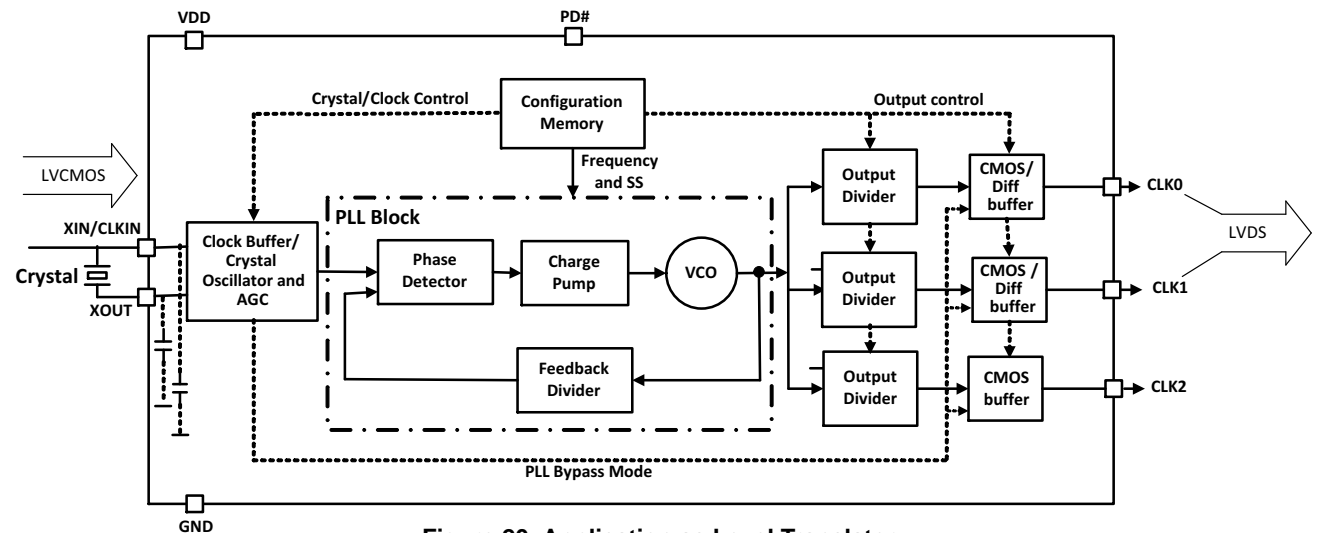 VDD
PD#
Crystal/Clock Control
Configuration
Memory
Output control
Frequency
and SS
LVCMOS
XIN/CLKIN
Crystal
XOUT
Clock Buffer/
Crystal
Oscillator and
AGC
PLL Block
Phase
Detector
Charge
Pump
VCO
Feedback
Divider
Output
Divider
Output
Divider
Output
Divider
CMOS/
Diff
buffer
CMOS /
Diff
buffer
CMOS
buffer
CLK0
CLK1
CLK2
LVDS
PLL Bypass Mode
GND